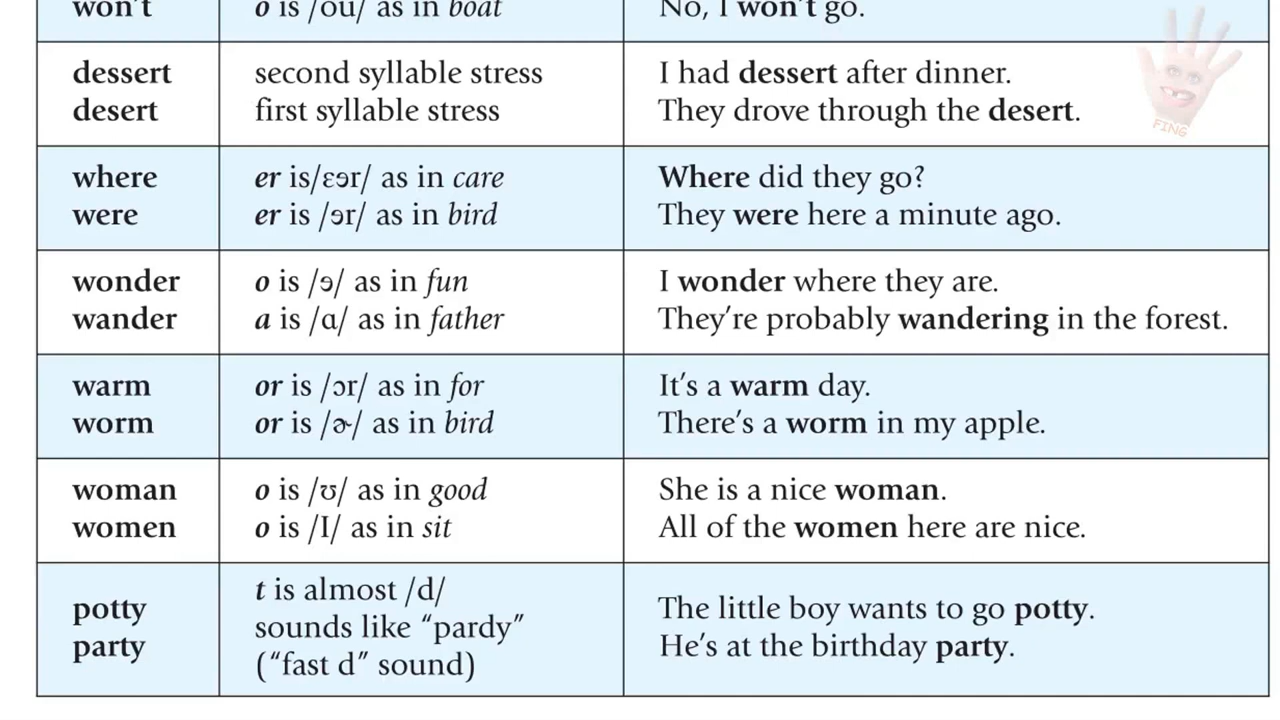 won't o is /oʊ/ as in boat No, I won't go.
dessert second syllable stress I had dessert after dinner.
desert first syllable stress They drove through the desert.
where er is/ɛɘr/ as in care Where did they go?
were er is /ɘr/ as in bird They were here a minute ago.
wonder o is /ɘ/ as in fun I wonder where they are.
wander a is /ɑ/ as in father They're probably wandering in the forest.
warm or is /ɔr/ as in for It's a warm day.
worm or is /ɚ/ as in bird There's a worm in my apple.
woman o is /ʊ/ as in good She is a nice woman.
women o is /I/ as in sit All of the women here are nice.
t is almost /d/
potty The little boy wants to go potty.
sounds like “pardy”
party He's at the birthday party.
(“fast d” sound)
FING